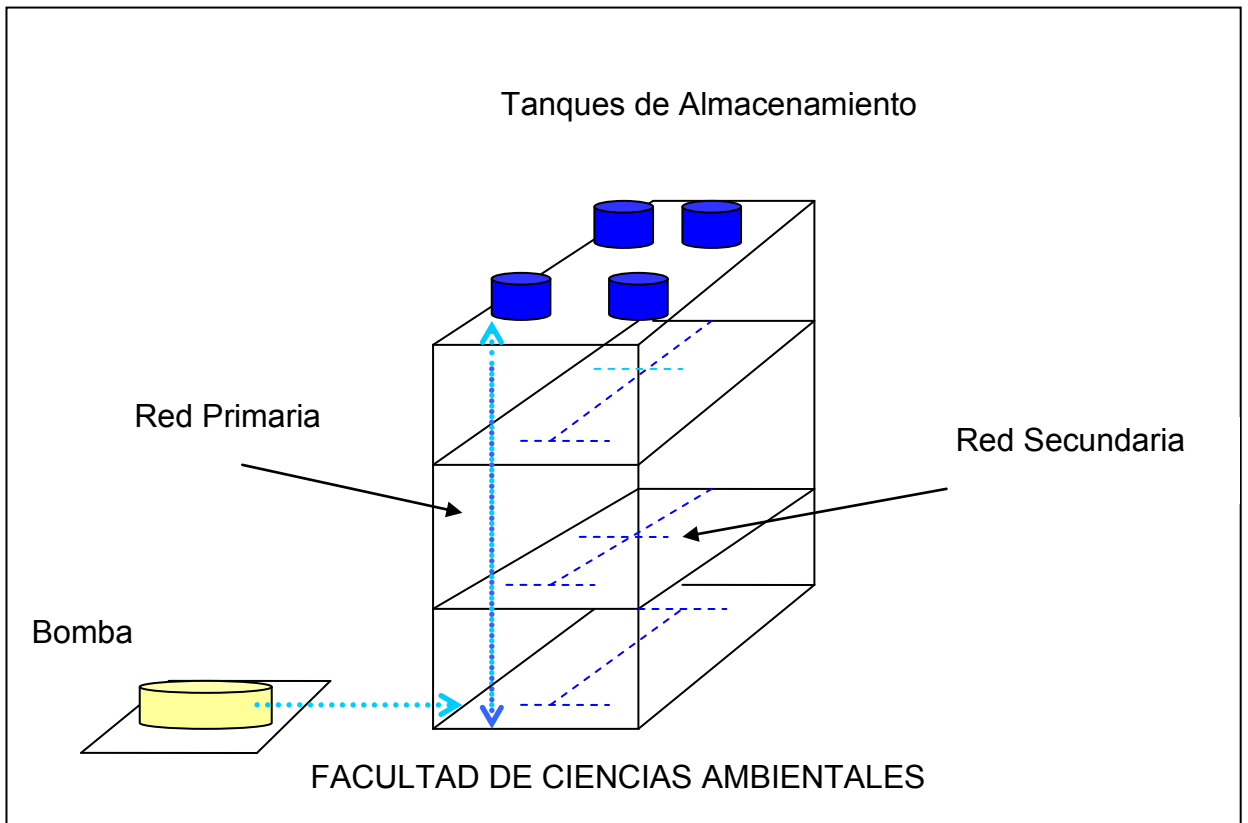 Tanques de Almacenamiento
Red Primaria
Red Secundaria
Bomba
FACULTAD DE CIENCIAS AMBIENTALES